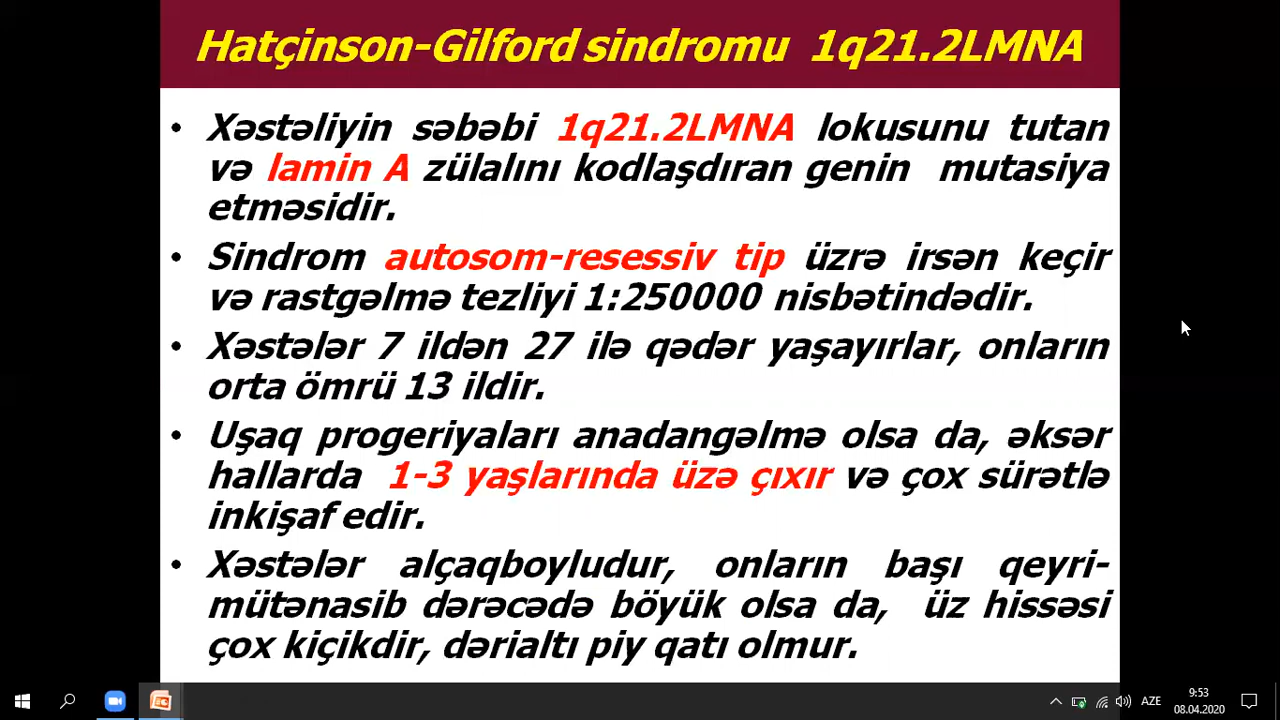 Hatçinson-Gilford sindromu 1q21.2LMNA
• Xəstəliyin səbəbi 1q21.2LMNA lokusunu tutan
və lamin A zülalını kodlaşdıran genin mutasiya
etməsidir.
• Sindrom autosom-resessiv tip üzrə irsən keçir
və rastgəlmə tezliyi 1:250000 nisbətindədir.
• Xəstələr 7 ildən 27 ilə qədər yaşayırlar, onların
orta ömrü 13 ildir.
• Uşaq progeriyaları anadangəlmə olsa da, əksər
hallarda 1-3 yaşlarında üzə çıxır və çox sürətlə
inkişaf edir.
• Xəstələr alçaqboyludur, onların başı qeyri-
mütənasib dərəcədə böyük olsa da, üz hissəsi
çox kiçikdir, dərialtı piy qatı olmur.
AZE
9:53
08.04.2020